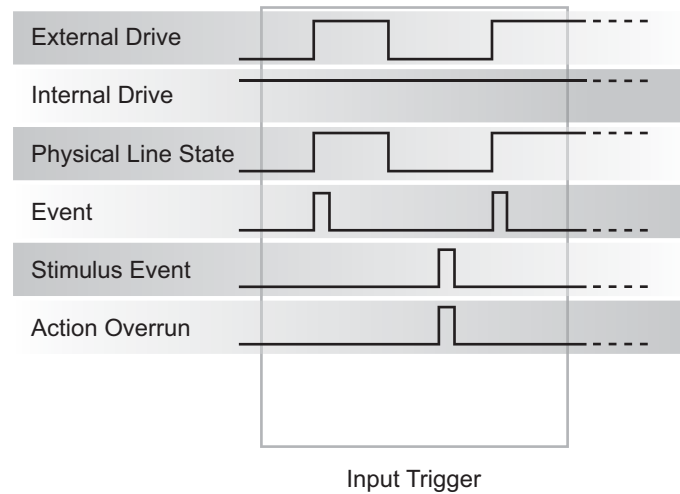 External Drive
Internal Drive
Physical Line State
Event
Stimulus Event
Action Overrun
Input Trigger